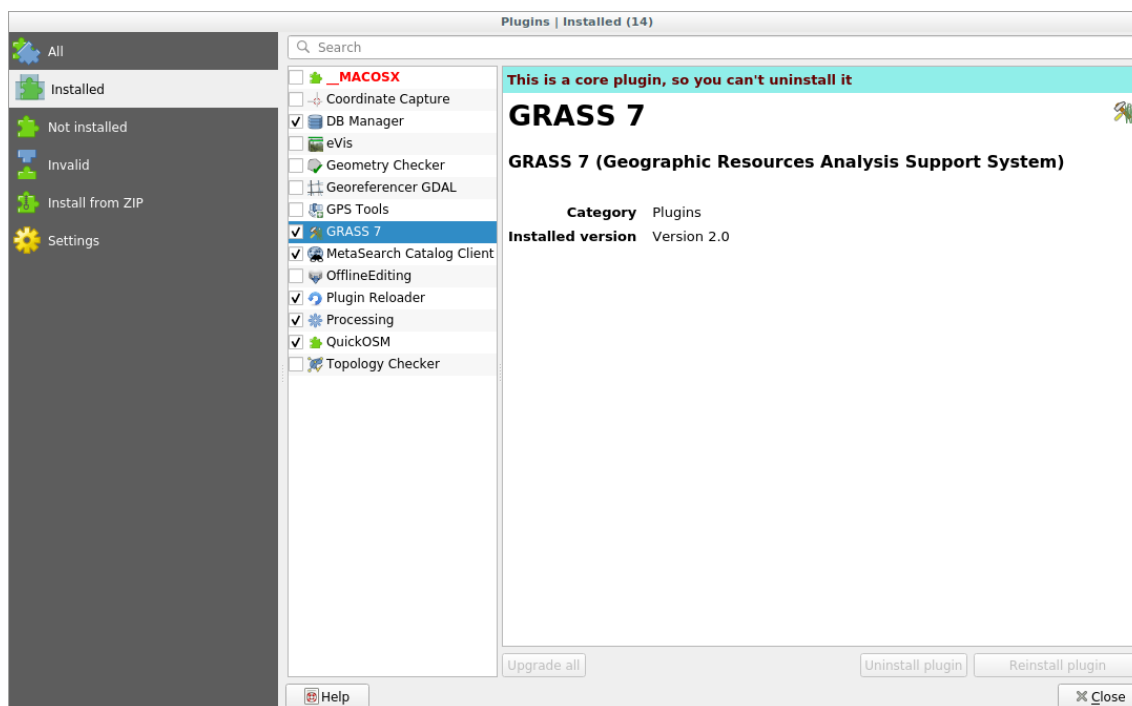 Plugins | Installed (14)
All
Installed
Not installed
Invalid
Install from ZIP
Settings
Search
__MACOSX
Coordinate Capture
DB Manager
eVis
Geometry Checker
Georeferencer GDAL
GPS Tools
GRASS 7
MetaSearch Catalog Client
OfflineEditing
Plugin Reloader
Processing
QuickOSM
Topology Checker
This is a core plugin, so you can't uninstall it
GRASS 7
GRASS 7 (Geographic Resources Analysis Support System)
Category Plugins
Installed version Version 2.0
Upgrade all
Uninstall plugin
Reinstall plugin
Help
Close